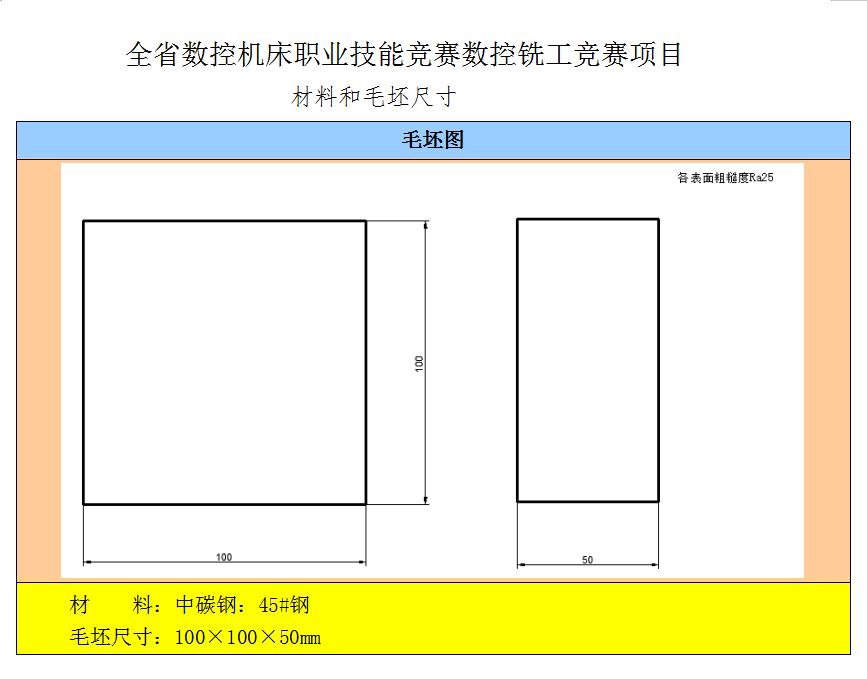 全省数控机床职业技能竞赛数控铣工竞赛项目
材料和毛坯尺寸
毛坯图
各表面粗糙度Ra25
100
100
50
材　　料：中碳钢：45#钢
毛坯尺寸：100×100×50mm